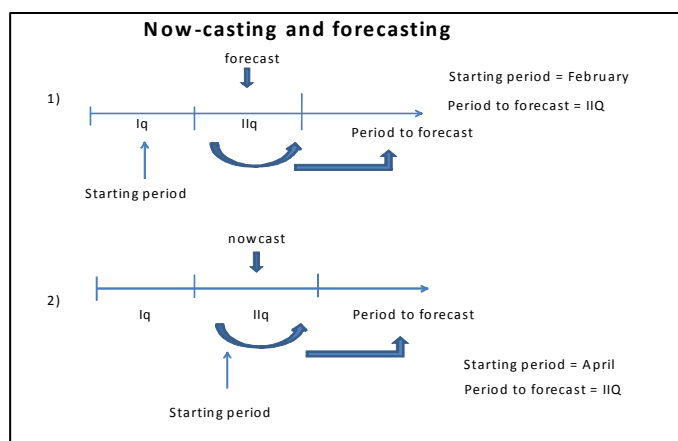 Now-casting and forecasting
forecast
Starting period = February
1)
Period to forecast = IIQ
Iq
IIq
Period to forecast
Starting period
nowcast
2)
Iq
IIq
Period to forecast
Starting period = April
Period to forecast = IIQ
Starting period